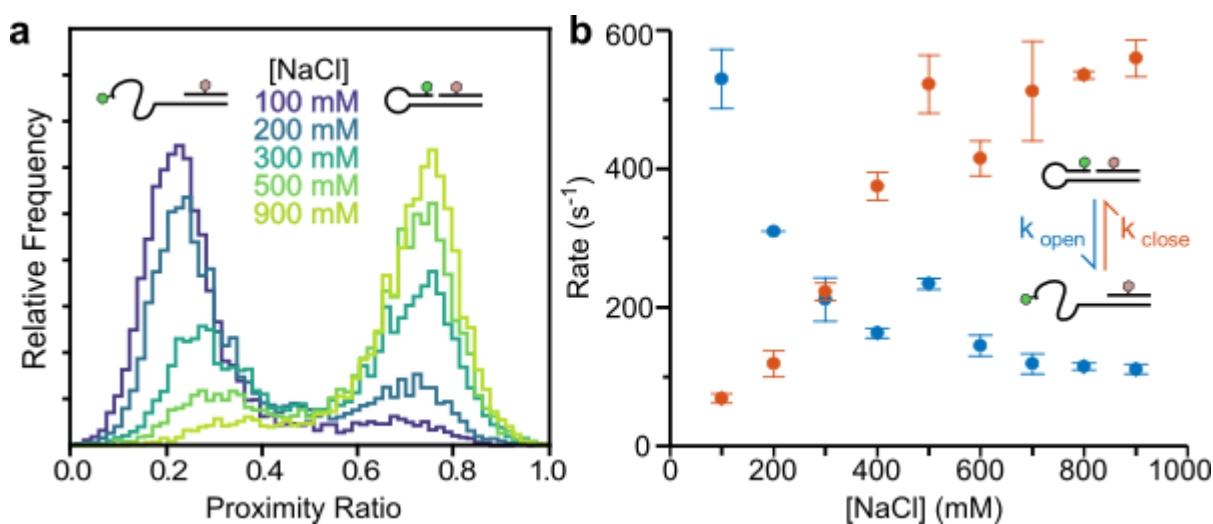 a
[NaCl]
100 mM
200 mM
300 mM
500 mM
900 mM
Relative Frequency
0.0 0.2 0.4 0.6 0.8 1.0
Proximity Ratio
b
600
400
200
0
Rate (s⁻¹)
k open k close
0 200 400 600 800 1000
[NaCl] (mM)